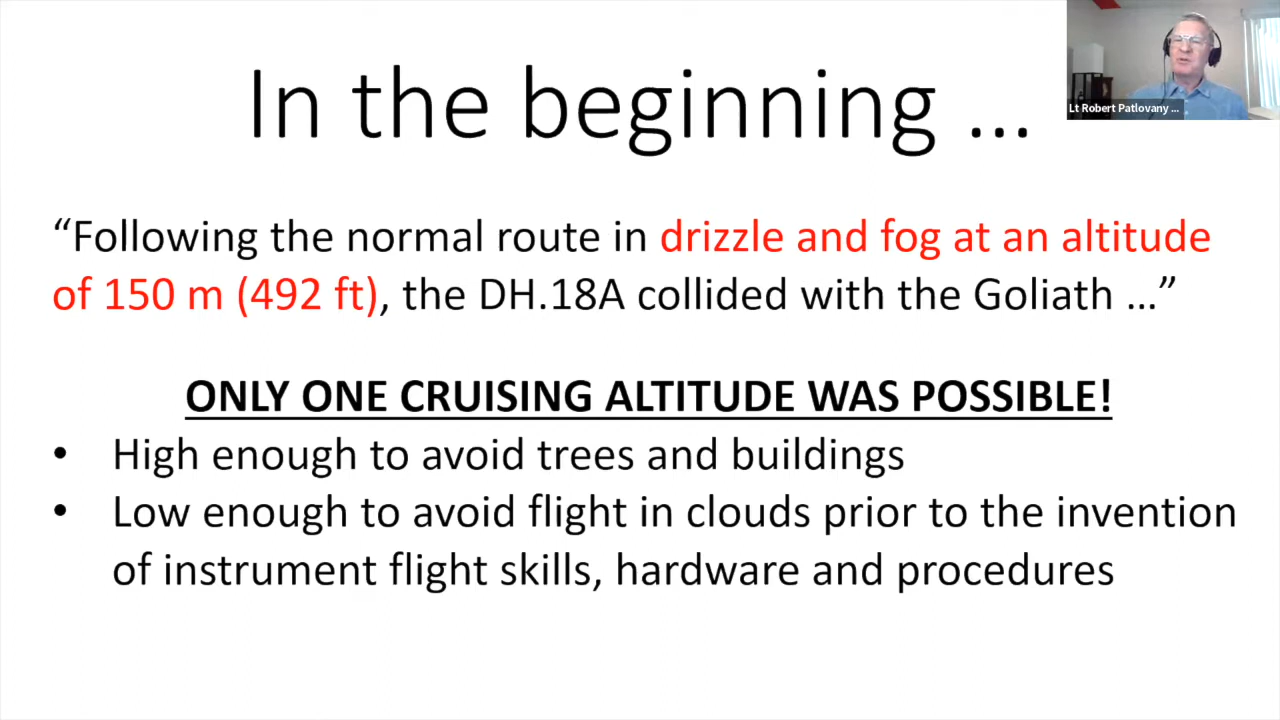 In the beginning ...
Lt Robert Patlovany ...
“Following the normal route in drizzle and fog at an altitude
of 150 m (492 ft), the DH.18A collided with the Goliath ...”
ONLY ONE CRUISING ALTITUDE WAS POSSIBLE!
• High enough to avoid trees and buildings
• Low enough to avoid flight in clouds prior to the invention
of instrument flight skills, hardware and procedures